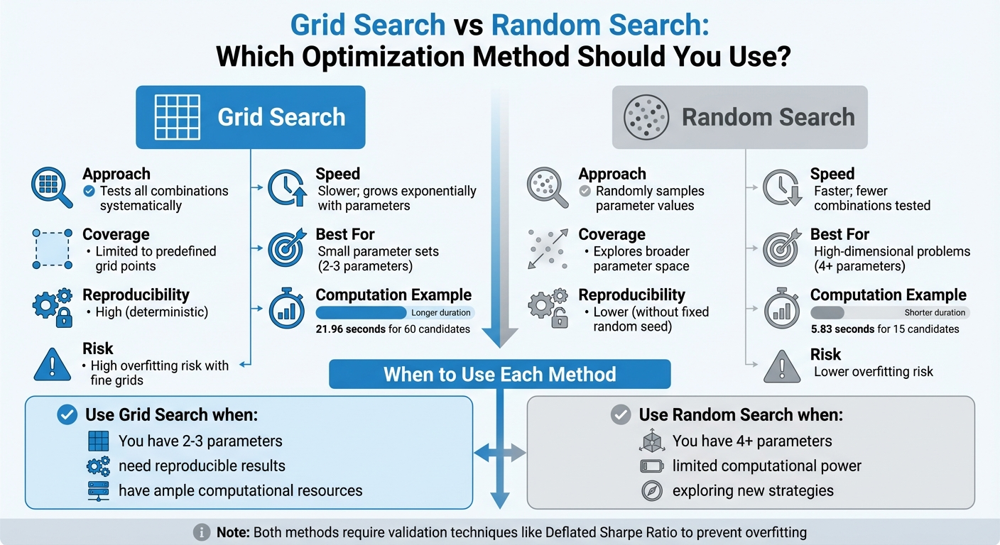 Grid Search vs Random Search:
Which Optimization Method Should You Use?
Grid Search
Approach
Tests all combinations
systematically
Coverage
• Limited to predefined
grid points
Reproducibility
• High (deterministic)
Risk
• High overfitting risk with
fine grids
Speed
Slower; grows exponentially
with parameters
Best For
Small parameter sets
(2-3 parameters)
Computation Example
Longer duration
21.96 seconds for 60 candidates
Random Search
Approach
Randomly samples
parameter values
Coverage
• Explores broader
parameter space
Reproducibility
• Lower (without fixed
random seed)
Speed
Faster; fewer
combinations tested
Best For
High-dimensional problems
(4+ parameters)
Computation Example
Shorter duration
5.83 seconds for 15 candidates
Risk
Lower overfitting risk
When to Use Each Method
Use Grid Search when:
You have 2-3 parameters
need reproducible results
have ample computational resources
Use Random Search when:
You have 4+ parameters
limited computational power
exploring new strategies
Note: Both methods require validation techniques like Deflated Sharpe Ratio to prevent overfitting